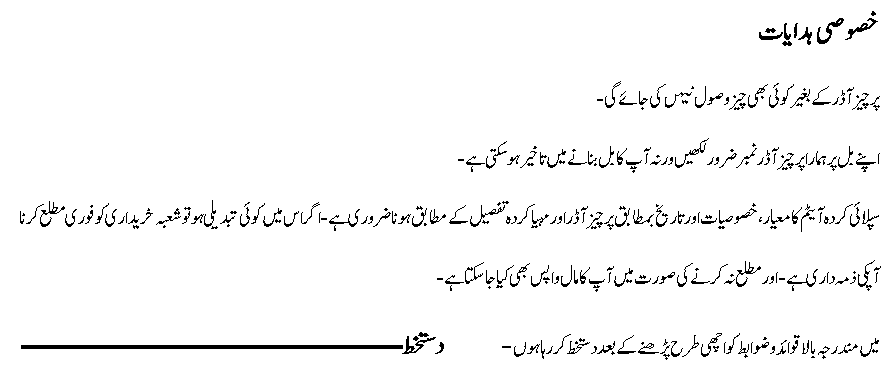 خصوصی ہدایات
پرچیز آڈر کے بغیر کوئی بھی چیز وصول نہیں کی جائے گی-
اپنے بل پر ہمارا پرچیز آڈر نمبر ضرور لکھیں ورنہ آپ کا بل بنانے میں تاخیر ہو سکتی ہے-
سپلائی کردہ آیٹم کا معیار، خصوصیات اور تاریخ بمطابق پرچیز آڈر اور مہیا کردہ تفصیل کے مطابق ہونا ضروری ہے-اگر اس میں کوئی تبدیلی ہو تو شعبہ خریداری کو فوری مطلع کرنا
آپکی ذمہ داری ہے-اور مطلع نہ کرنے کی صورت میں آپ کا مال واپس بھی کیا جا سکتا ہے-
میں مندرجہ بالا قوائد و ضوابط کو اچھی طرح پڑھنے کے بعد دستخط کر رہا ہوں- دستخط